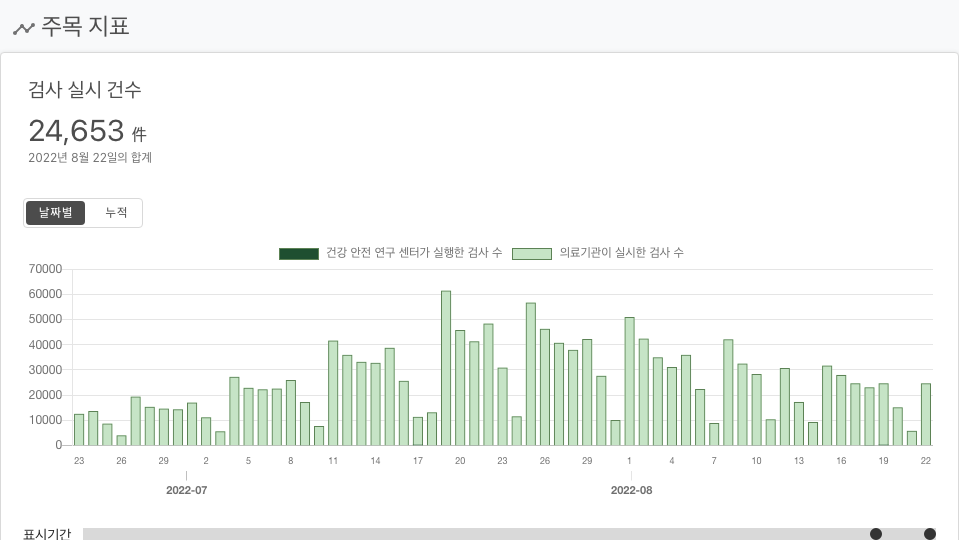 주목 지표
검사 실시 건수
24,653 件
2022년 8월 22일의 합계
날짜별 누적
건강 안전 연구 센터가 실행한 검사 수 의료기관이 실시한 검사 수
70000
60000
50000
40000
30000
20000
10000
0
23 26 29 2 5 8 11 14 17 20 23 26 29 1 4 7 10 13 16 19 22
2022-07 2022-08
표시기간